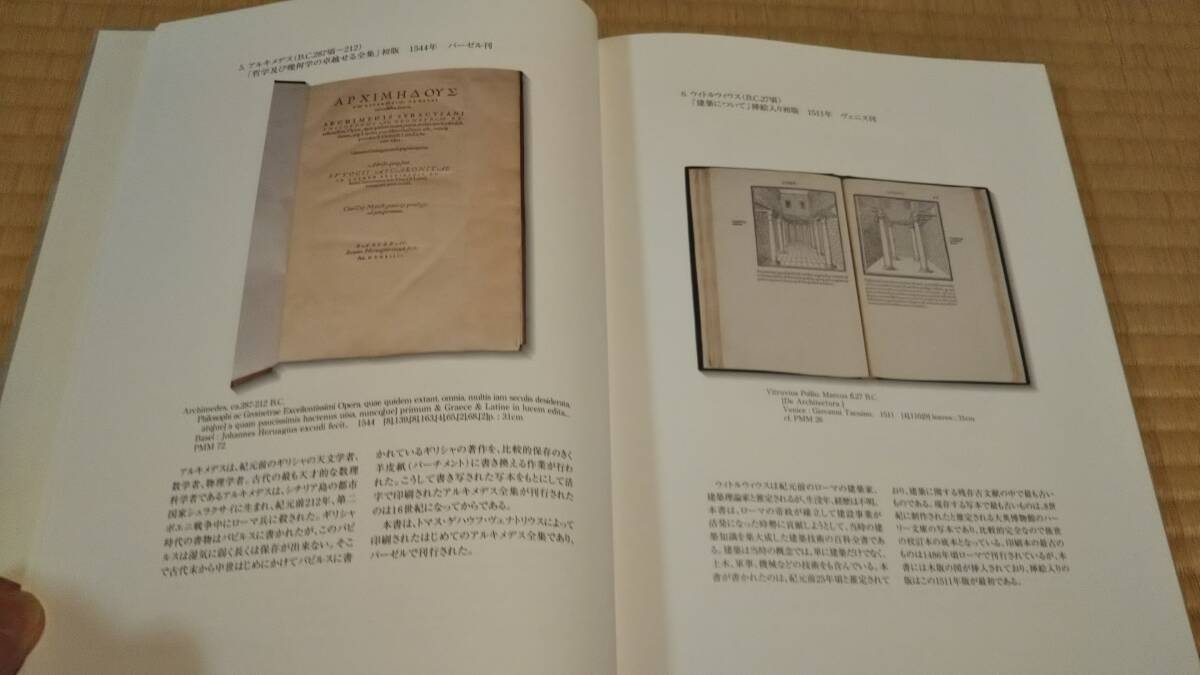 5. アルキメデス(B.C.287頃－212)
「哲学及び幾何学の卓越せる全集」初版　1544年　バーゼル刊
ΑΡΧΙΜΗΔΟΥΣ
ARCHIMEDIS SYRACVSANI
Archimedes, ca.287-212 B.C.
Philosophi ac Geometrae Excellentissimi Opera, quae quidem extant, omnia, multis iam seculis desiderata,
atq[ue] a quam paucissimis hactenus uisa, nuncq[ue] primum & Graece & Latine in lucem edita,..
Basel : Johannes Heruagius excudi fecit, 1544 [8],139,[8],163,[4],65,[2],68,[2]p. : 31cm
PMM 72
アルキメデスは、紀元前のギリシャの天文学者、
数学者、物理学者。古代の最も天才的な数理
科学者であるアルキメデスは、シチリア島の都市
国家シュラクサイに生まれ、紀元前212年、第二
ポエニ戦争中にローマ兵に殺された。ギリシャ
時代の書物はパピルスに書かれたが、このパピ
ルスは湿気に弱く長くは保存が出来ない。そこ
で古代末から中世はじめにかけてパピルスに書
かれているギリシャの著作を、比較的保存のきく
羊皮紙(パーチメント)に書き換える作業が行わ
れた。こうして書き写された写本をもとにして活
字で印刷されたアルキメデス全集が刊行された
のは16世紀になってからである。
本書は、トマス・ゲハウフ・ヴェナトリウスによって
印刷されたはじめてのアルキメデス全集であり、
バーゼルで刊行された。
6. ウィトルウィウス(B.C.27頃)
「建築について」挿絵入り初版　1511年　ヴェニス刊
Vitruvius Pollio, Marcus fl.27 B.C.
[De Architectura]
Venice : Giovanni Tacuino, 1511 [4],110,[9] leaves ; 31cm
cf. PMM 26
ウィトルウィウスは紀元前のローマの建築家、
建築理論家と推定されるが、生没年、経歴は不明。
本書は、ローマの帝政が確立して建設事業が
活発になった時期に貢献しようとして、当時の建
築知識を集大成した建築技術の百科全書であ
る。建築は当時の概念では、単に建築だけでなく、
土木、軍事、機械などの技術をも含んでいる。本
書が書かれたのは、紀元前25年頃と推定されて
おり、建築に関する残存古文献の中で最も古い
ものである。現存する写本で最も古いものは、8世
紀に制作されたと推定される大英博物館のハー
リー文庫の写本であり、比較的完全なので後世
の校訂本の底本となっている。印刷本の最古の
ものは1486年頃ローマで刊行されているが、本
書には木版の図が挿入されており、挿絵入りの
版はこの1511年版が最初である。